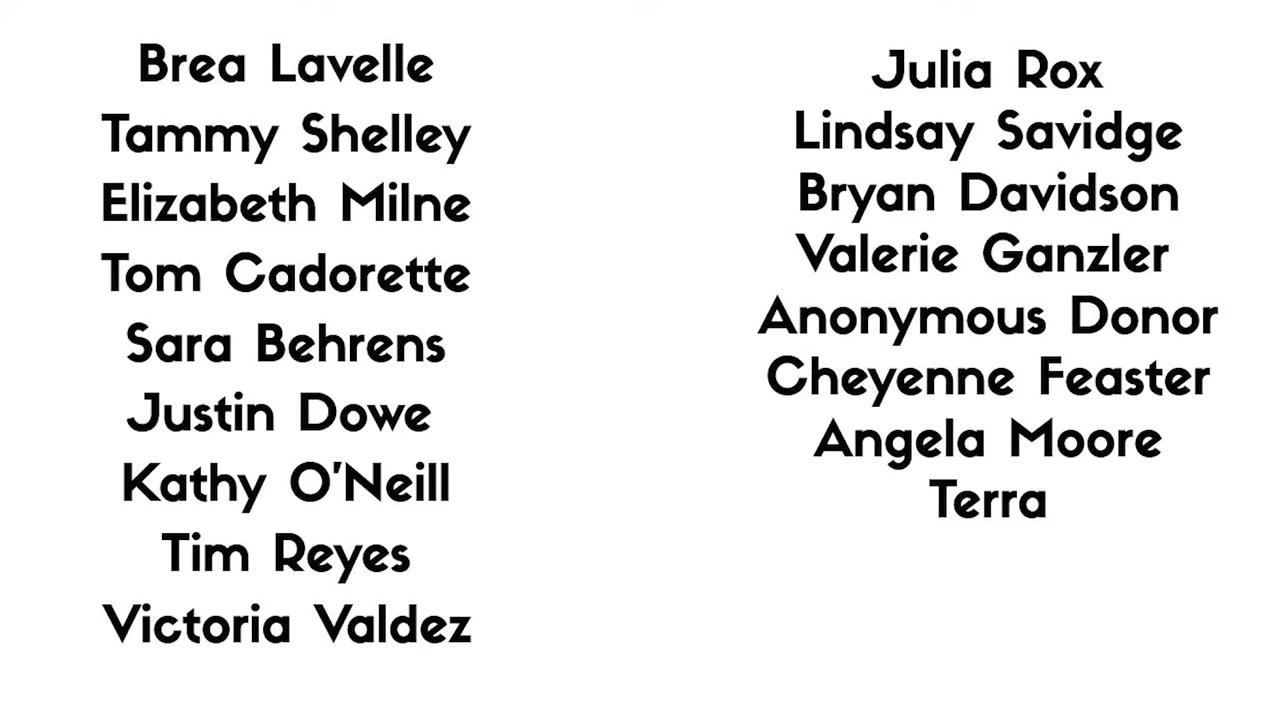 Brea Lavelle
Tammy Shelley
Elizabeth Milne
Tom Cadorette
Sara Behrens
Justin Dowe
Kathy O'Neill
Tim Reyes
Victoria Valdez
Julia Rox
Lindsay Savidge
Bryan Davidson
Valerie Ganzler
Anonymous Donor
Cheyenne Feaster
Angela Moore
Terra